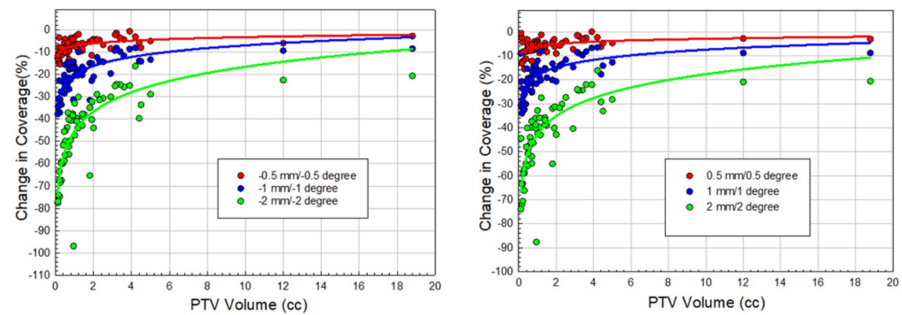 Change in Coverage(%)
0
-10
-20
-30
-40
-50
-60
-70
-80
-90
-100
-110
-0.5 mm/-0.5 degree
-1 mm/-1 degree
-2 mm/-2 degree
0 2 4 6 8 10 12 14 16 18 20
PTV Volume (cc)
Change in Coverage (%)
0
-10
-20
-30
-40
-50
-60
-70
-80
-90
-100
0.5 mm/0.5 degree
1 mm/1 degree
2 mm/2 degree
0 2 4 6 8 10 12 14 16 18 20
PTV Volume (cc)